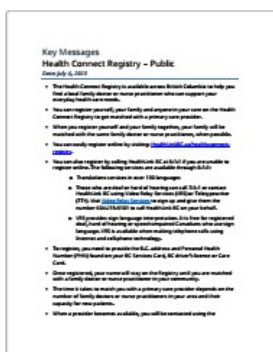 Key Messages
Health Connect Registry – Public
Date: July 6, 2023
• The Health Connect Registry is available across British Columbia to help you
find a local family doctor or nurse practitioner who can support your
everyday health care needs.
• You can register yourself, your family and anyone in your care on the Health
Connect Registry to get matched with a primary care provider.
• When you register yourself and your family together, your family will be
matched with the same family doctor or nurse practitioner, when possible.
• You can easily register online by visiting: HealthLinkBC.ca/health-connect-
registry.
• You can also register by calling HealthLink BC at 8-1-1 if you are unable to
register online. The following services are available through 8-1-1:
Translations services in over 130 languages
Those who are deaf or hard of hearing can call 7-1-1 or contact
HealthLink BC using Video Relay Services (VRS) or Teletypewriter
(TTY). Visit Video Relay Services to sign up and give them the
number to call HealthLink BC on your behalf.
VRS provides sign language interpretation. It is free for registered
deaf, hard of hearing or speech-impaired Canadians who use sign
language. VRS is available when making telephone calls using
internet and cellphone technology.
• To register, you need to provide the B.C. address and Personal Health
Number (PHN) found on your BC Services Card, BC driver's license or Care
Card.
• Once registered, your name will stay on the Registry until you are matched
with a family doctor or nurse practitioner in your community.
• The time it takes to match you with a primary care provider depends on the
number of family doctors or nurse practitioners in your area and their
capacity for new patients.
• When a provider becomes available, you will be contacted using the